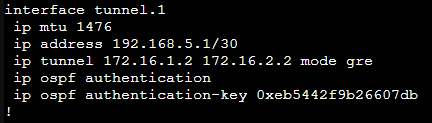 interface tunnel.1
 ip mtu 1476
 ip address 192.168.5.1/30
 ip tunnel 172.16.1.2 172.16.2.2 mode gre
 ip ospf authentication
 ip ospf authentication-key 0xeb5442f9b26607db
!